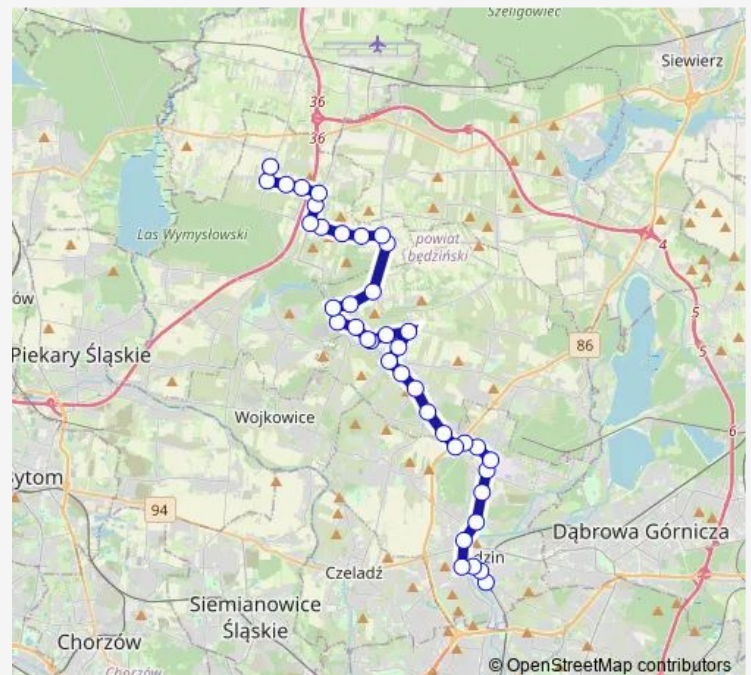 Szeligowiec
Siewierz
36
36
Las Wymysłowski
powiat
będziński
4
ów
5
5
Piekary Śląskie
86
Wojkowice
6
ytom
94
Dąbrowa Górnicza
dzin
Czeladź
Siemianowice
Śląskie
Chorzów
Chorzów
© OpenStreetMap contributors